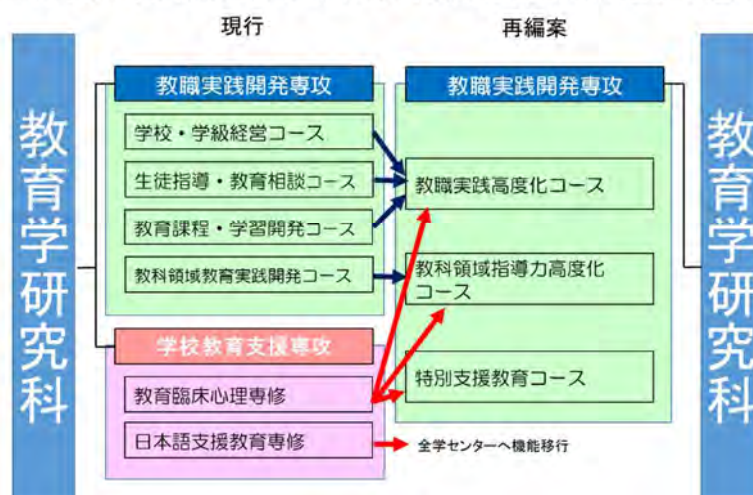 現行
再編案
教育学研究科
教職実践開発専攻
学校・学級経営コース
生徒指導・教育相談コース
教育課程・学習開発コース
教科領域教育実践開発コース
学校教育支援専攻
教育臨床心理専修
日本語支援教育専修
教職実践開発専攻
教職実践高度化コース
教科領域指導力高度化
コース
特別支援教育コース
全学センターへ機能移行
教育学研究科